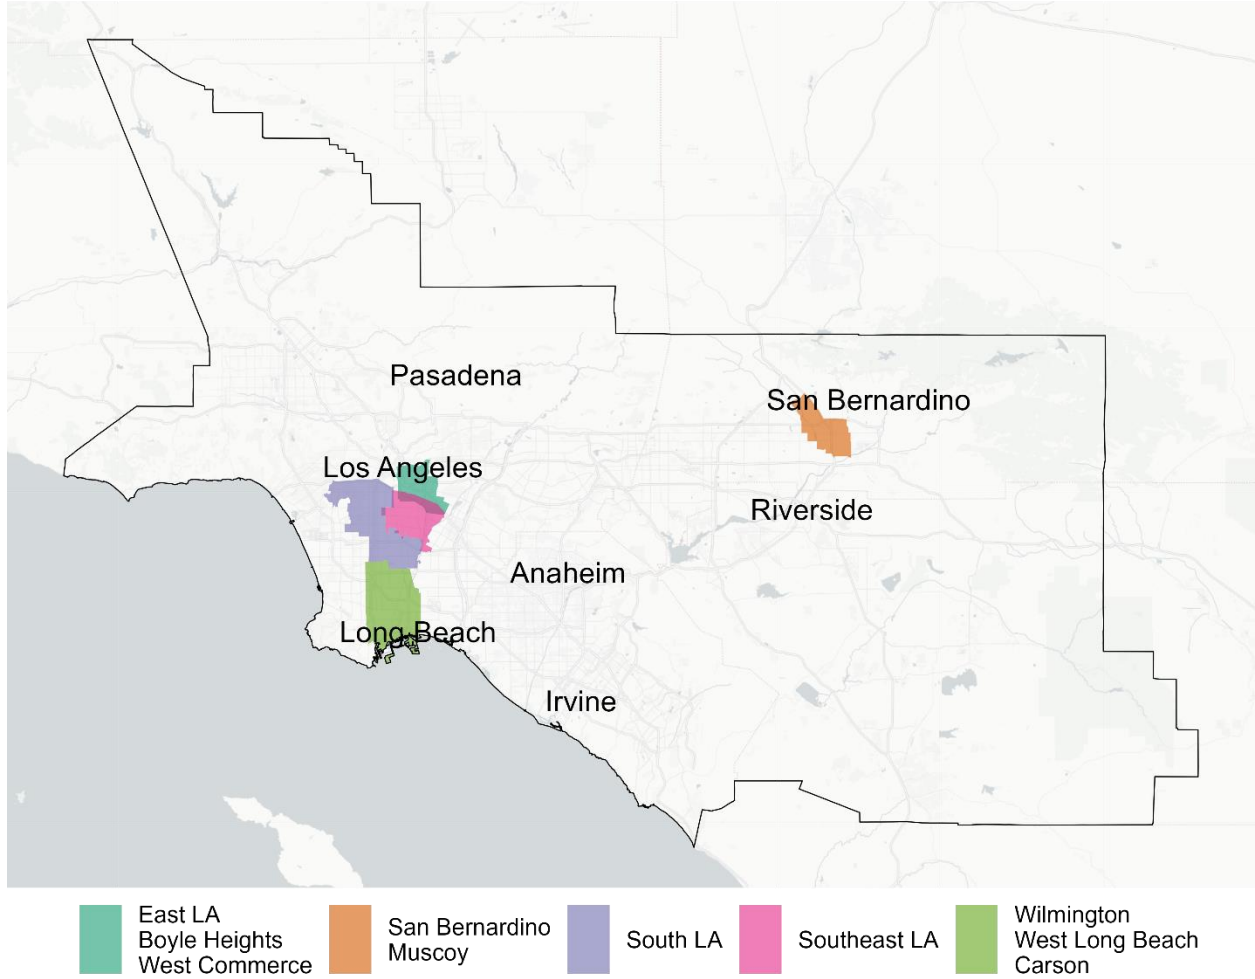 Pasadena
San Bernardino
Los Angeles
Riverside
Anaheim
Long Beach
Irvine
East LA
Boyle Heights
West Commerce
San Bernardino
Muscoy
South LA
Southeast LA
Wilmington
West Long Beach
Carson